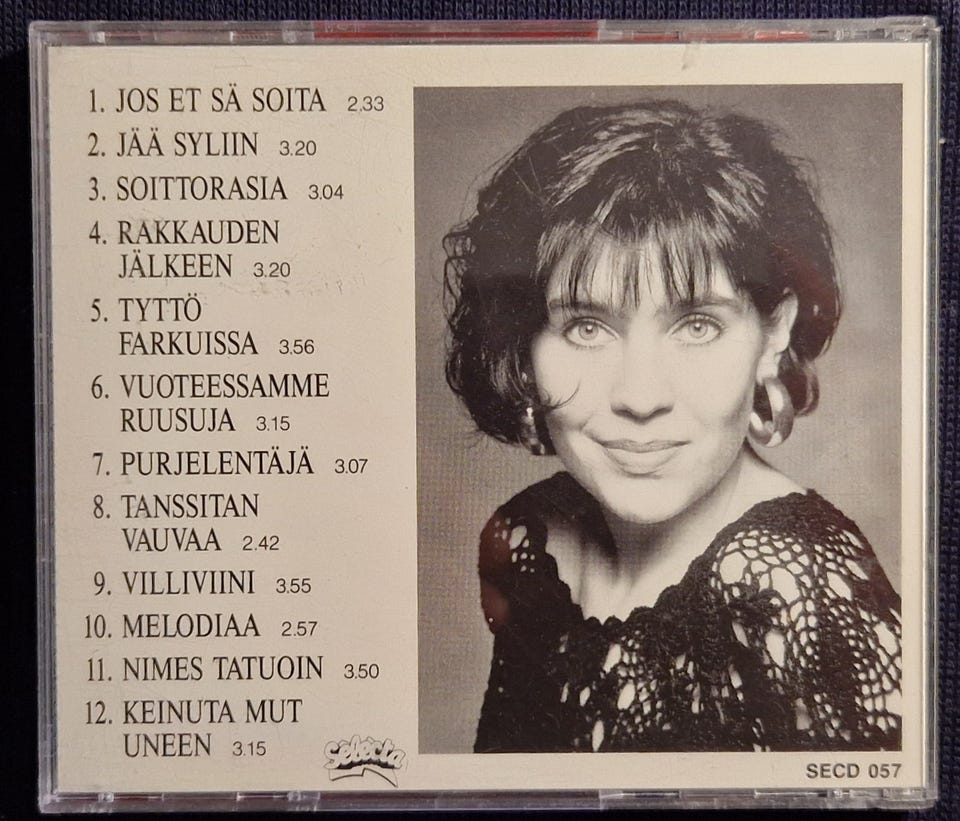 1. JOS ET SÄ SOITA 2.33
2. JÄÄ SYLIIN 3.20
3. SOITTORASIA 3.04
4. RAKKAUDEN
JÄLKEEN 3.20
5. TYTTÖ
FARKUISSA 3.56
6. VUOTEESSAMME
RUUSUJA 3.15
7. PURJELENTÄJÄ 3.07
8. TANSSITAN
VAUVAA 2.42
9. VILLIVIINI 3.55
10. MELODIAA 2.57
11. NIMES TATUOIN 3.50
12. KEINUTA MUT
UNEEN 3.15
Selecta
SECD 057